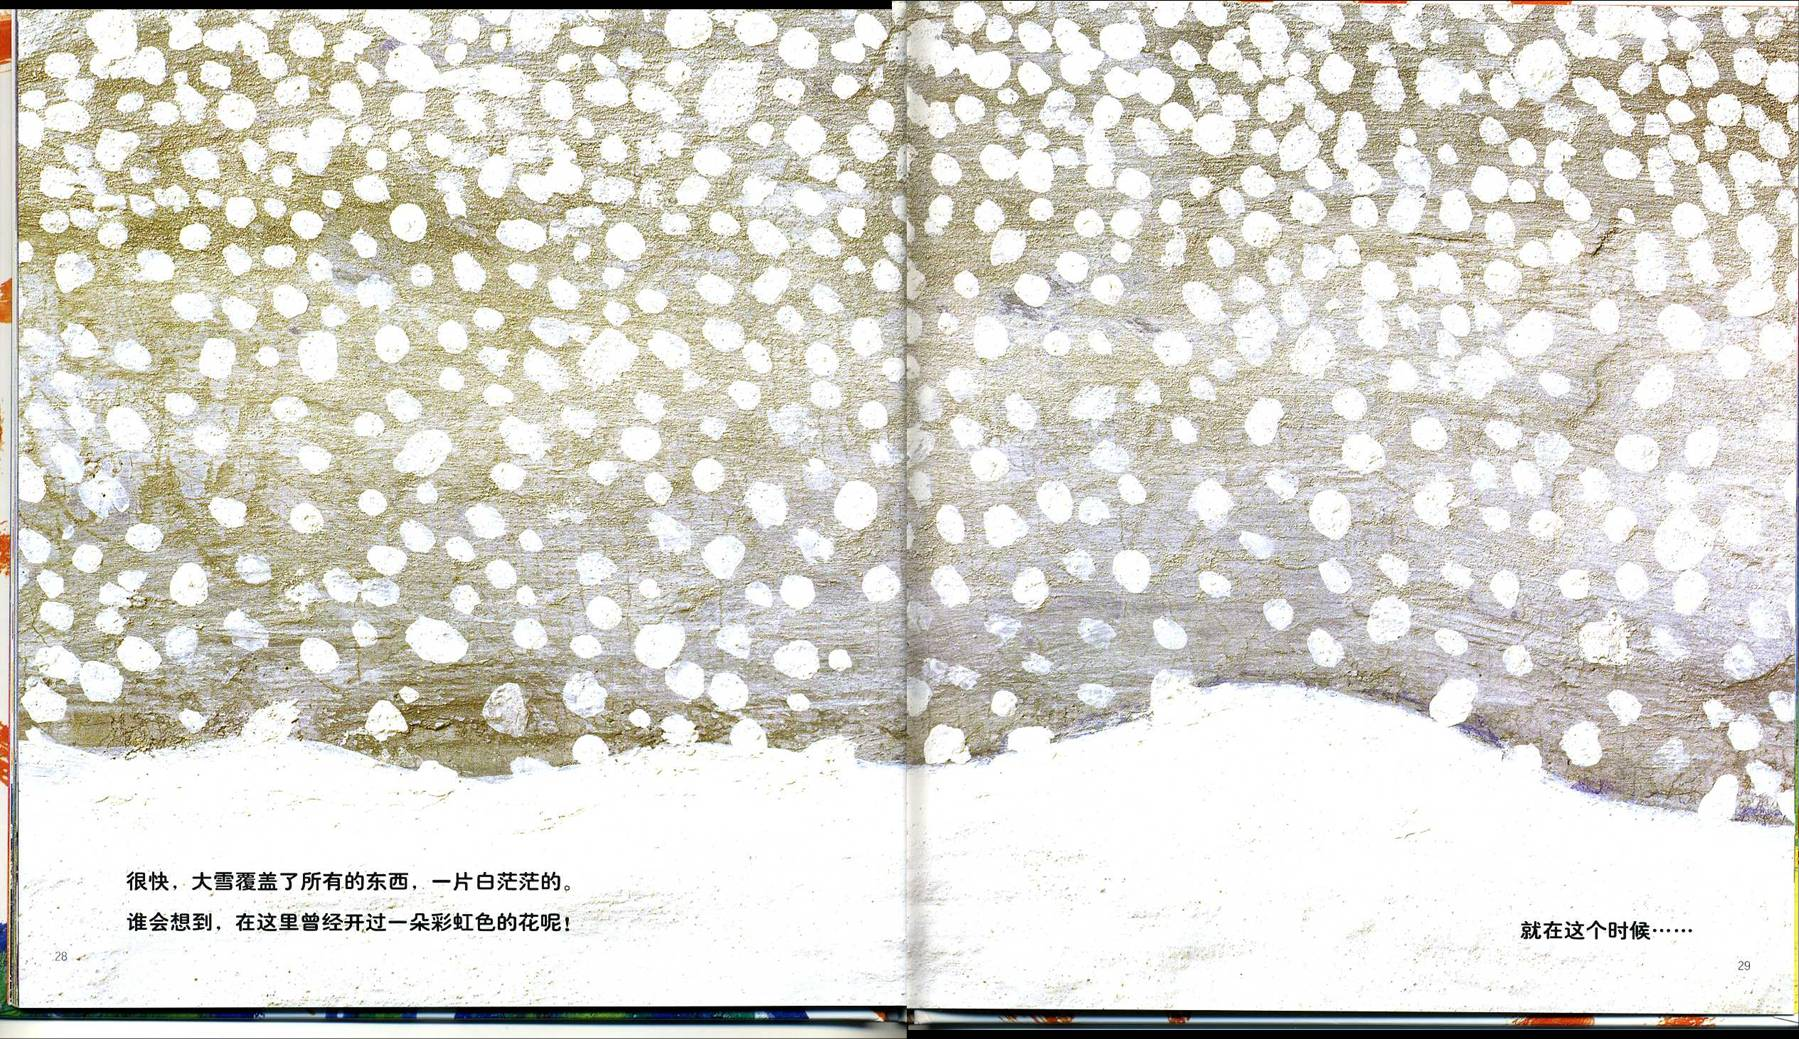 很快，大雪覆盖了所有的东西，一片白茫茫的。
谁会想到，在这里曾经开过一朵彩虹色的花呢！
28
就在这个时候……
29